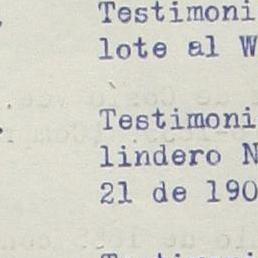 Testimoni
lote al W
Testimoni
lindero N
21 de 190